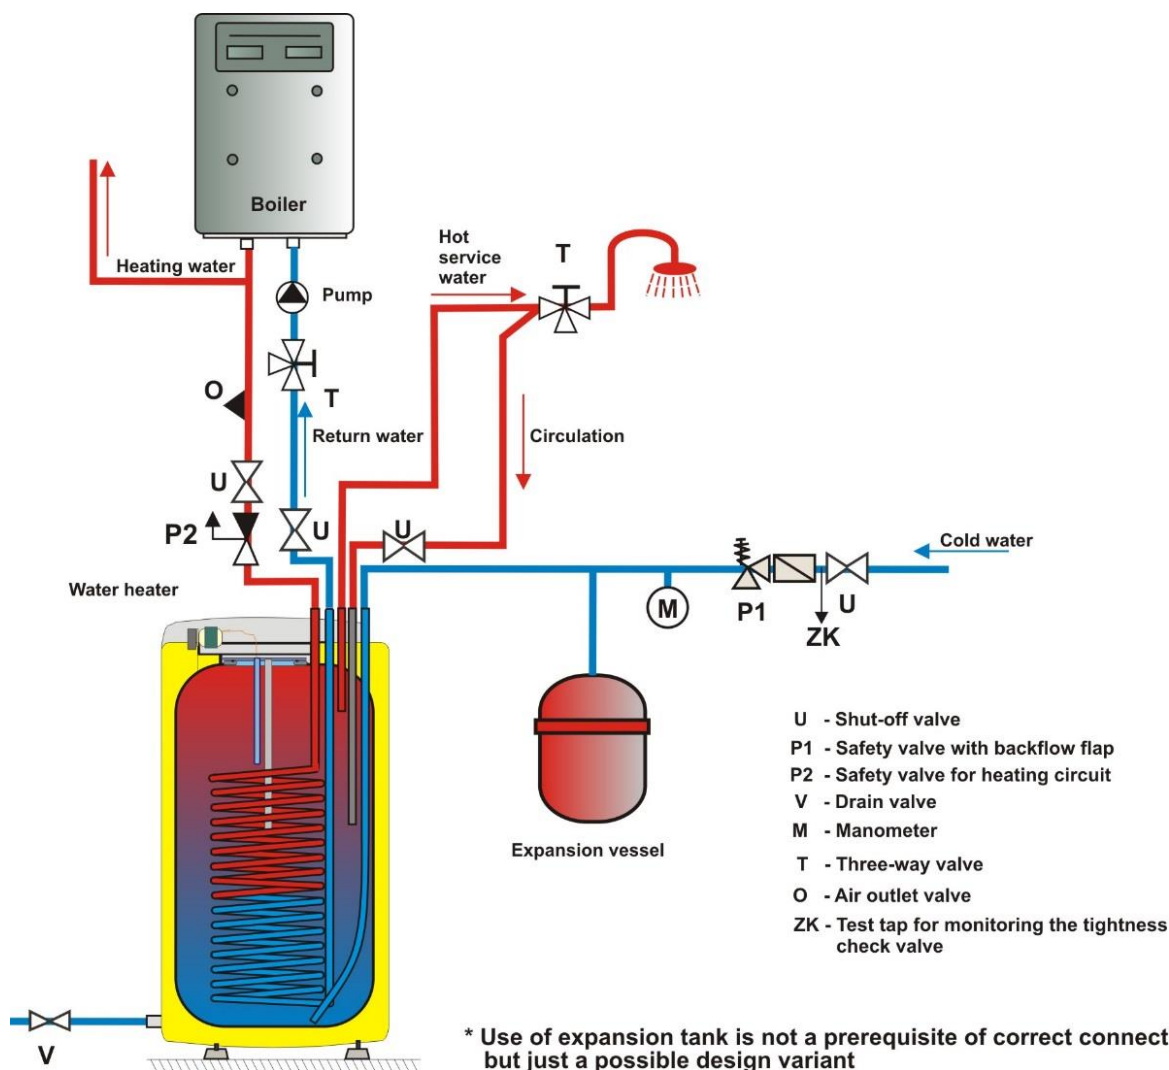 Boiler
Heating water
Pump
Hot
service
water
T
O
T
Return water
Circulation
U
P2
U
U
Cold water
Water heater
M
P1
U
ZK
U - Shut-off valve
P1 - Safety valve with backflow flap
P2 - Safety valve for heating circuit
V - Drain valve
M - Manometer
T - Three-way valve
O - Air outlet valve
ZK - Test tap for monitoring the tightness
check valve
Expansion vessel
V
* Use of expansion tank is not a prerequisite of correct connect
but just a possible design variant